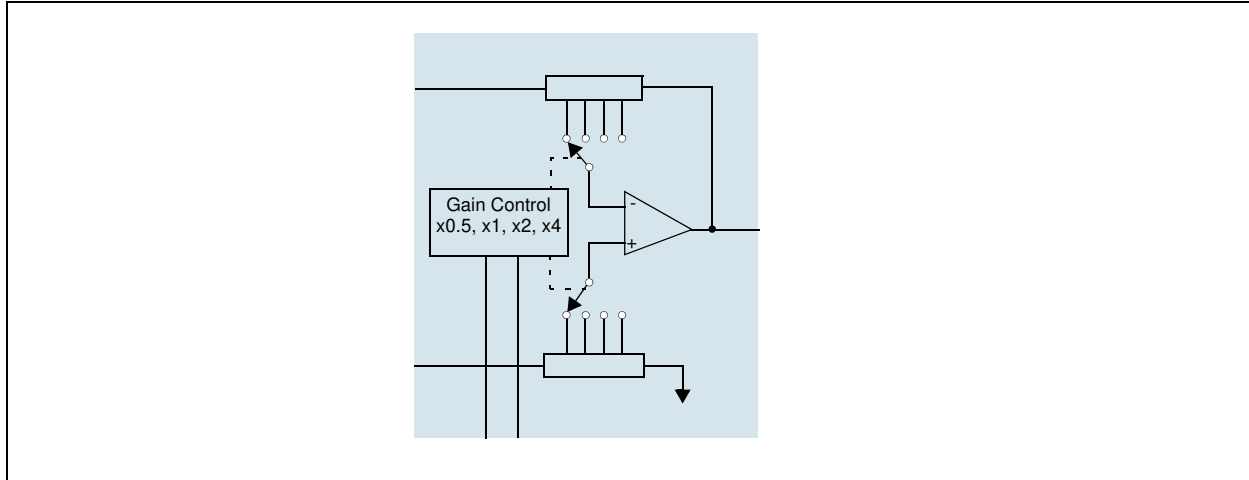 -
Gain Control
x0.5, x1, x2, x4
+